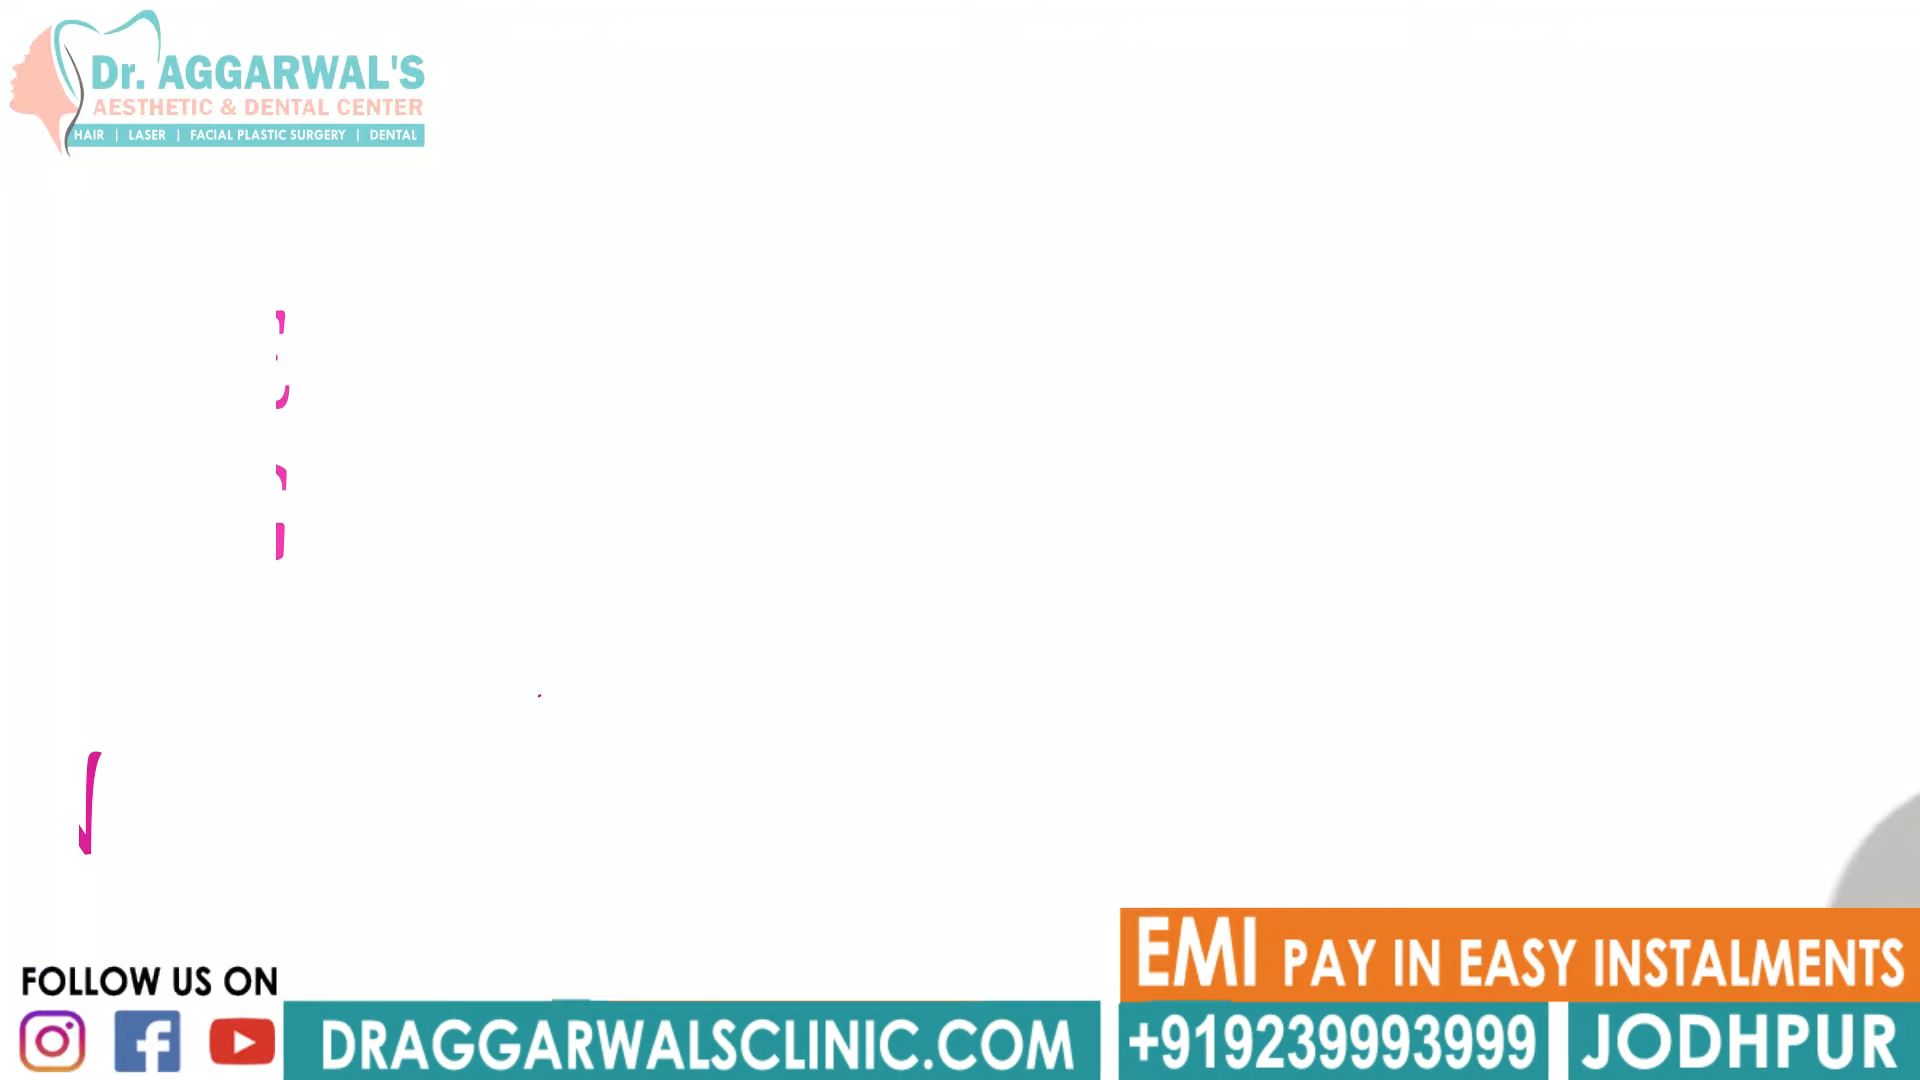 Dr. AGGARWAL'S
AESTHETIC & DENTAL CENTER
HAIR | LASER | FACIAL PLASTIC SURGERY | DENTAL
EMI PAY IN EASY INSTALMENTS
FOLLOW US ON
DRAGGARWALSCLINIC.COM
+919239993999
JODHPUR